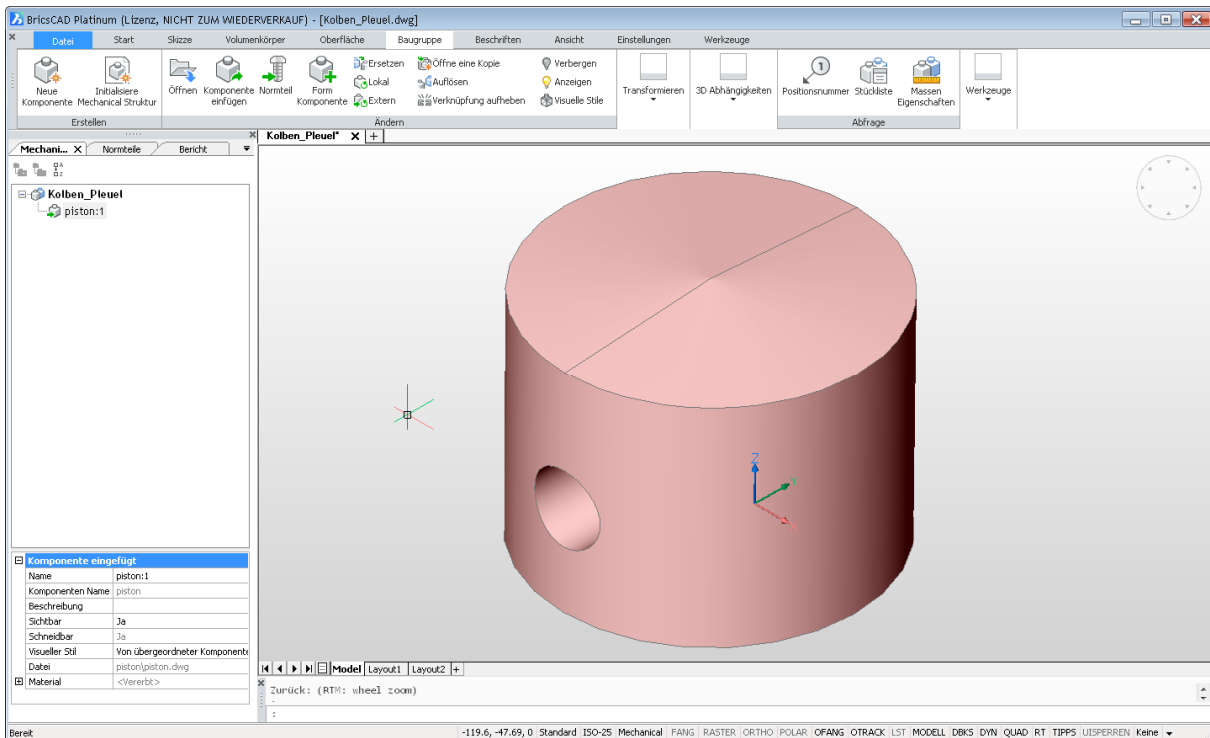 BricsCAD Platinum (Lizenz, NICHT ZUM WIEDERVERKAUF) - [Kolben_Pleuel.dwg]
Datei Start Skizze Volumenkörper Oberfläche Baugruppe Beschriften Ansicht Einstellungen Werkzeuge
Neue Komponente
Initialisiere Mechanical Struktur
Erstellen
Öffnen
Komponente einfügen
Normteil
Form Komponente
Ersetzen
Lokal
Extern
Öffne eine Kopie
Auflösen
Verknüpfung aufheben
Verbergen
Anzeigen
Visuelle Stile
Ändern
Transformieren
3D Abhängigkeiten
1
Positionsnummer
Stückliste
Massen Eigenschaften
Abfrage
Werkzeuge
Mechani... X Normteile Bericht
Kolben_Pleuel* X +
Kolben_Pleuel
piston:1
Z
Y
X
Komponente eingefügt
Name piston:1
Komponenten Name piston
Beschreibung
Sichtbar Ja
Schneidbar Ja
Visueller Stil Von übergeordneter Komponente
Datei piston\piston.dwg
Material <Vererbt>
Model Layout1 Layout2 +
Zurück: (RTM: wheel zoom)
:
Bereit -119.6, -47.69, 0 Standard ISO-25 Mechanical FANG RASTER ORTHO POLAR OFANG OTRACK LST MODELL DBKS DYN QUAD RT TIPPS UISPERREN Keine